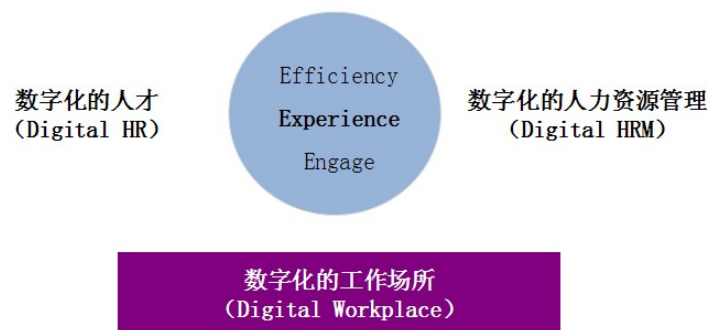 数字化的人才
（Digital HR）
Efficiency
Experience
Engage
数字化的人力资源管理
（Digital HRM）
数字化的工作场所
（Digital Workplace）